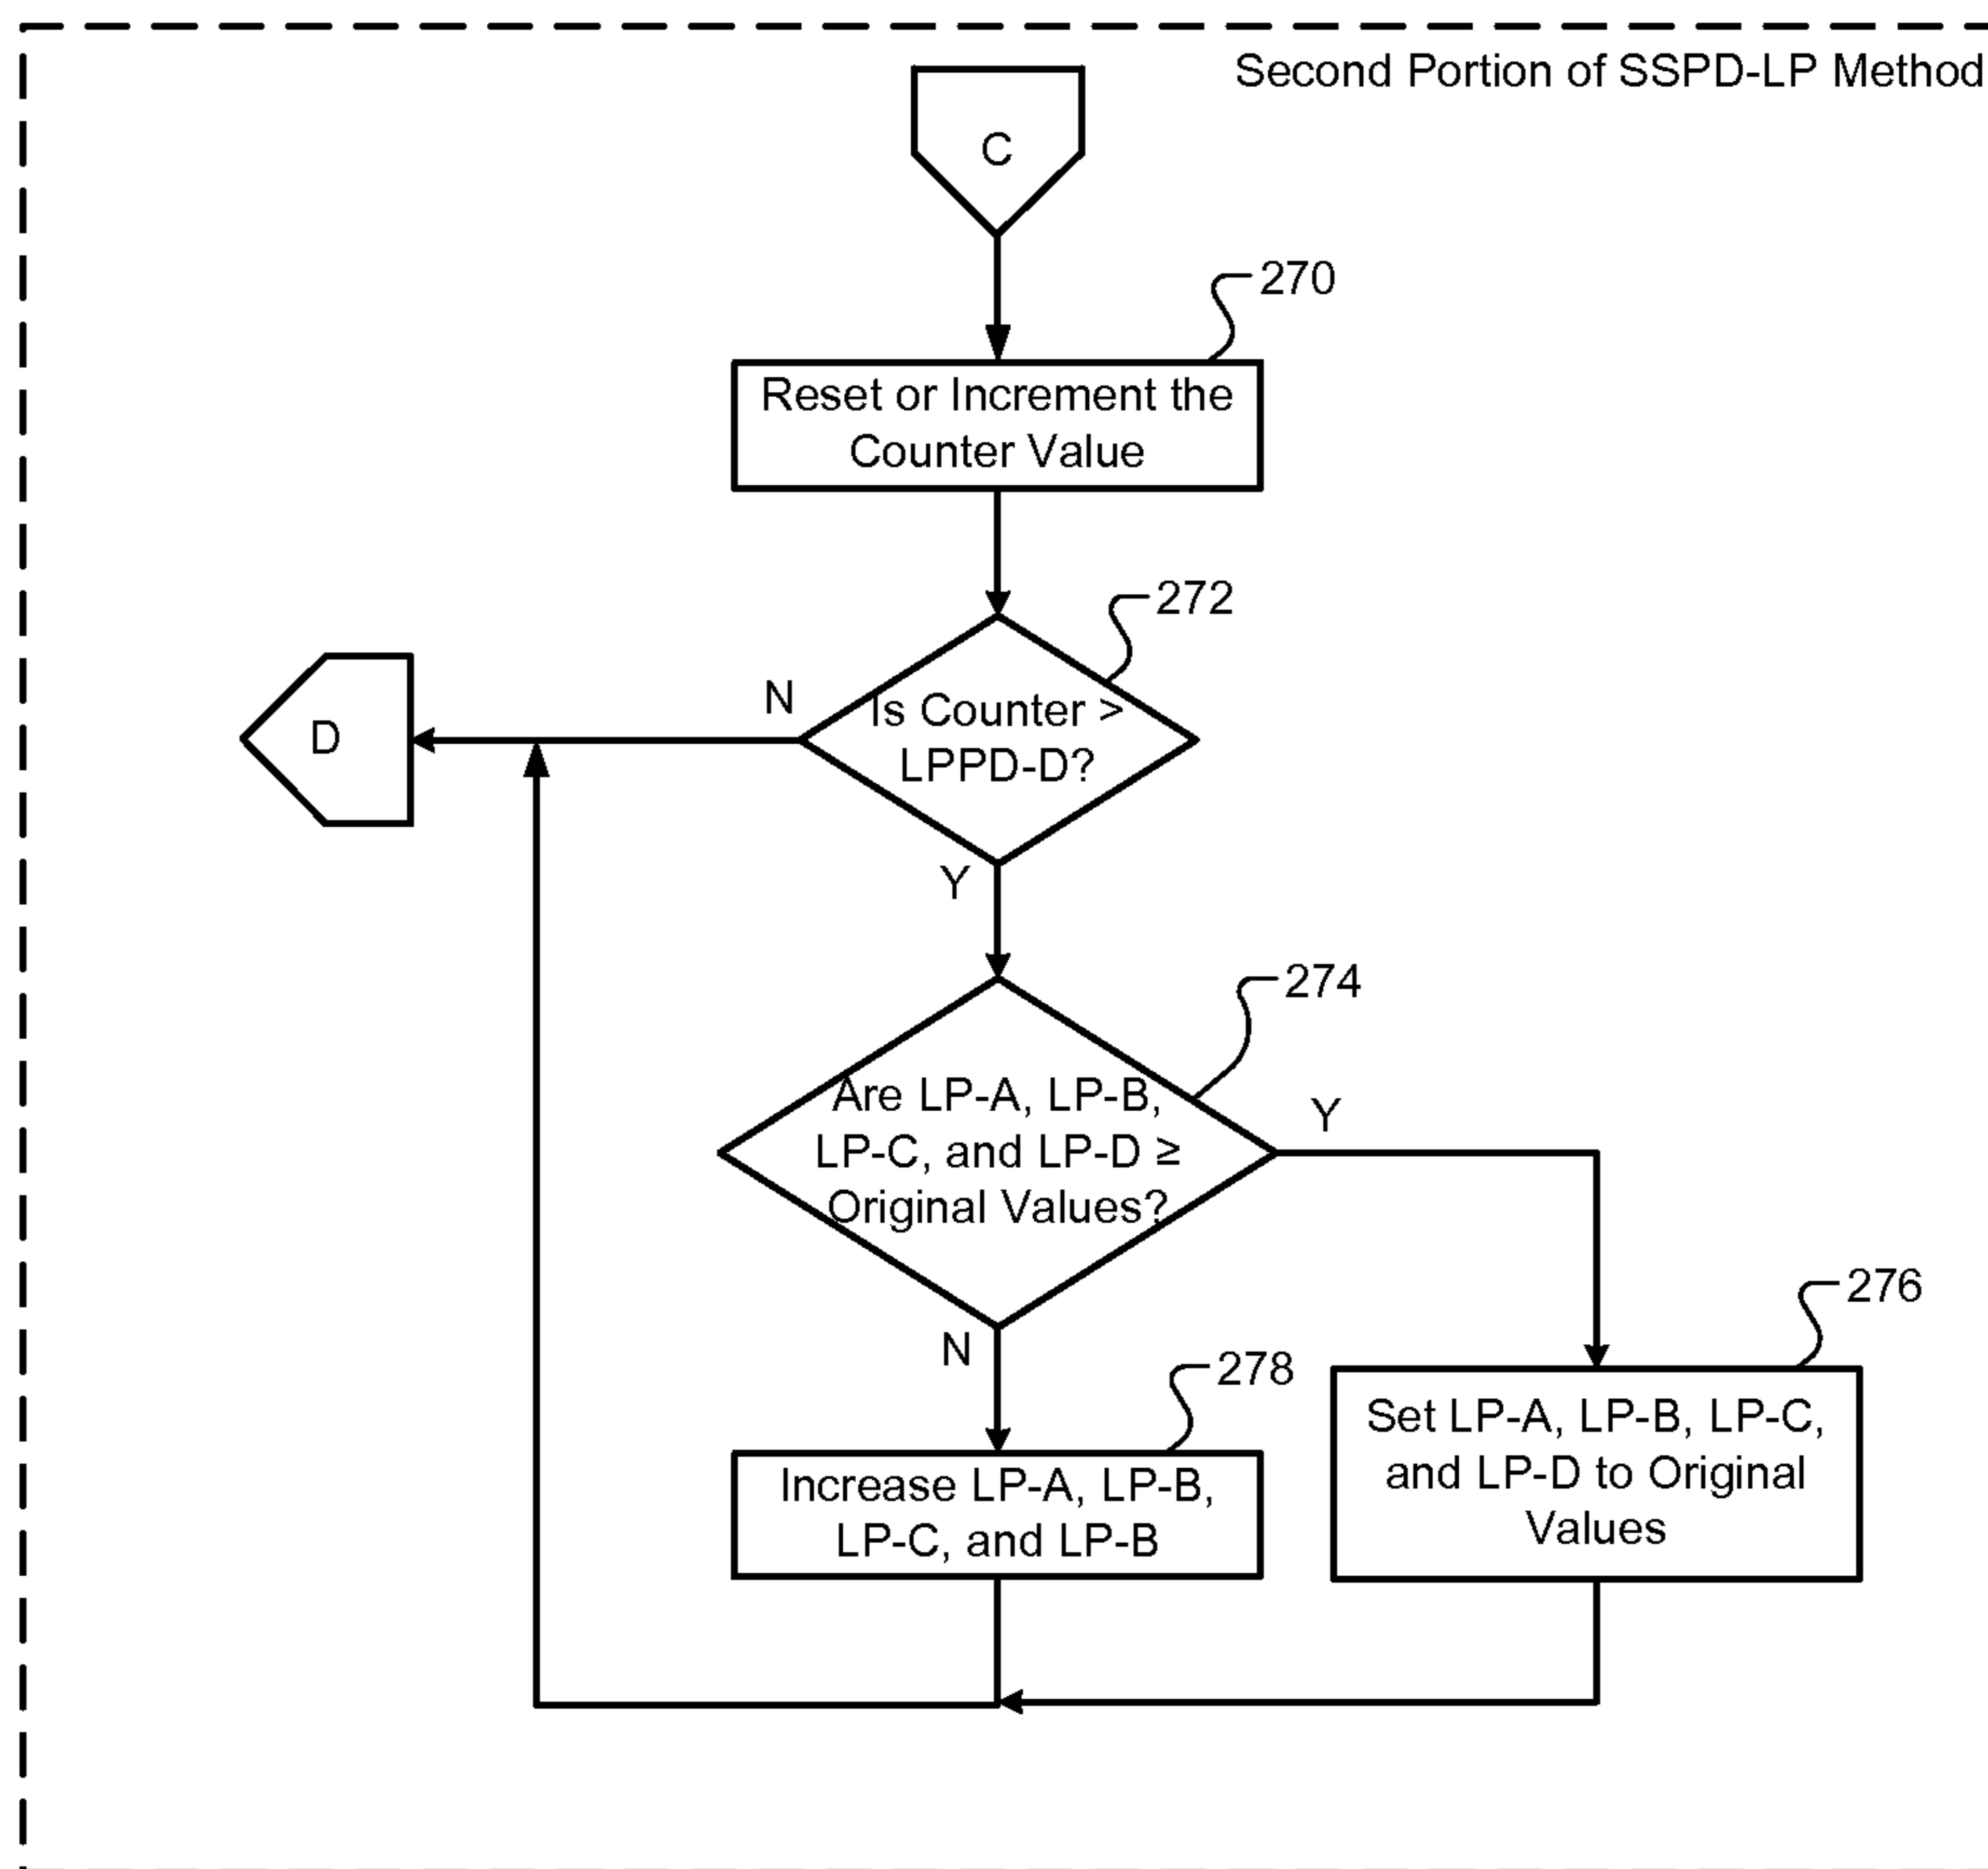 Second Portion of SSPD-LP Method
C
270
Reset or Increment the
Counter Value
272
N
Is Counter >
LPPD-D?
D
Y
274
Are LP-A, LP-B,
LP-C, and LP-D ≥
Original Values?
Y
276
N
278
Set LP-A, LP-B, LP-C,
and LP-D to Original
Values
Increase LP-A, LP-B,
LP-C, and LP-B